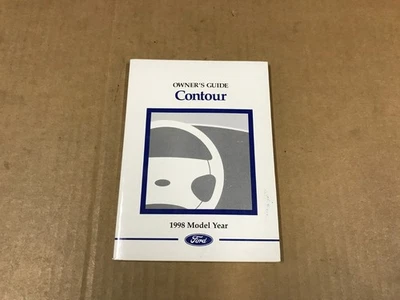 OWNER'S GUIDE
Contour
1998 Model Year
Ford